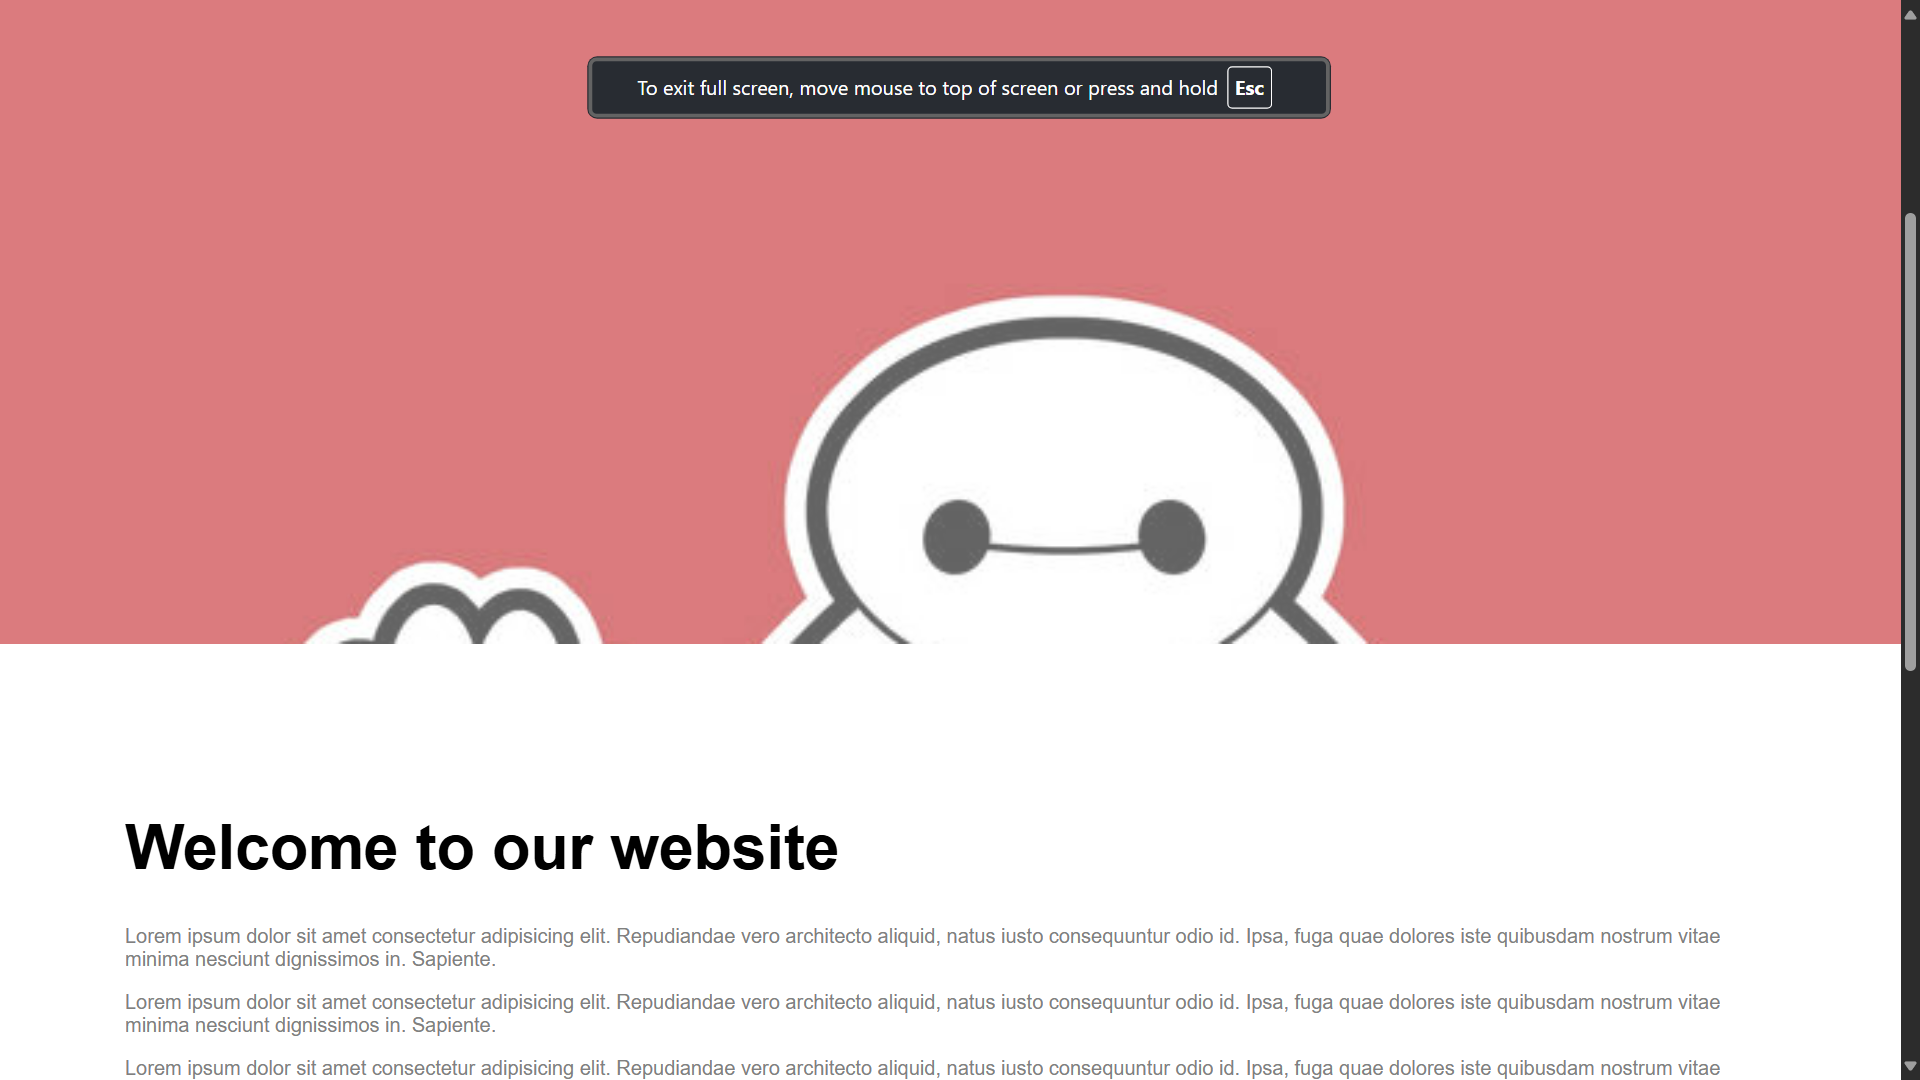 To exit full screen, move mouse to top of screen or press and hold Esc
Welcome to our website
Lorem ipsum dolor sit amet consectetur adipisicing elit. Repudiandae vero architecto aliquid, natus iusto consequuntur odio id. Ipsa, fuga quae dolores iste quibusdam nostrum vitae
minima nesciunt dignissimos in. Sapiente.
Lorem ipsum dolor sit amet consectetur adipisicing elit. Repudiandae vero architecto aliquid, natus iusto consequuntur odio id. Ipsa, fuga quae dolores iste quibusdam nostrum vitae
minima nesciunt dignissimos in. Sapiente.
Lorem ipsum dolor sit amet consectetur adipisicing elit. Repudiandae vero architecto aliquid, natus iusto consequuntur odio id. Ipsa, fuga quae dolores iste quibusdam nostrum vitae